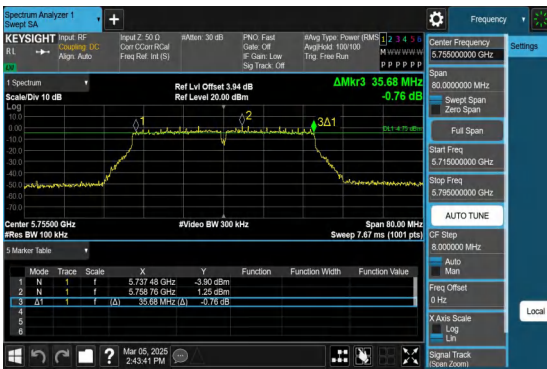 Spectrum Analyzer 1
Swept SA
Frequency
KEYSIGHT
R L
Input: RF
Coupling: DC
Align: Auto
Input Z: 50 Ω
Corr CCorr RCal
Freq Ref: Int (S)
#Atten: 30 dB
PNO: Fast
Gate: Off
IF Gain: Low
Sig Track: Off
#Avg Type: Power (RMS
Avg|Hold: 100/100
Trig: Free Run
1 2 3 4 5 6
M W W W W W
P P P P P P
1 Spectrum
Scale/Div 10 dB
Ref Lvl Offset 3.94 dB
Ref Level 20.00 dBm
ΔMkr3 35.68 MHz
-0.76 dB
Log
10.0
0.00
-10.0
-20.0
-30.0
-40.0
-50.0
-60.0
-70.0
1
2
3Δ1
Center 5.75500 GHz
#Res BW 100 kHz
#Video BW 300 kHz
Span 80.00 MHz
Sweep 7.67 ms (1001 pts)
5 Marker Table
Mode Trace Scale X Y Function Function Width Function Value
1 N 1 f 5.737 48 GHz -3.90 dBm
2 N 1 f 5.758 76 GHz 1.25 dBm
3 Δ1 1 f (Δ) 35.68 MHz (Δ) -0.76 dB
4
5
6
Mar 05, 2025
2:43:41 PM
Center Frequency
5.755000000 GHz
Settings
Span
80.0000000 MHz
Swept Span
Zero Span
Full Span
Start Freq
5.715000000 GHz
Stop Freq
5.795000000 GHz
AUTO TUNE
CF Step
8.000000 MHz
Auto
Man
Freq Offset
0 Hz
X Axis Scale
Log
Lin
Local
Signal Track
(Span Zoom)